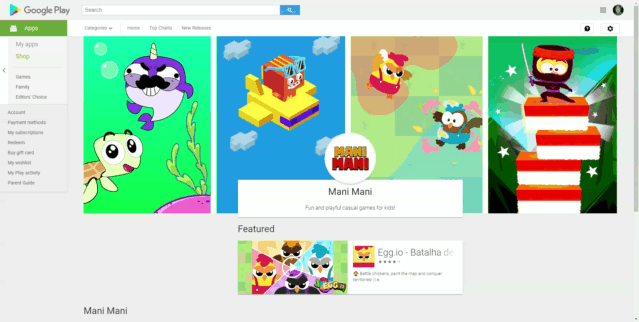 Google Play
Search
Apps
Categories
Home
Top Charts
New Releases
My apps
Shop
Games
Family
Editors' Choice
Account
Payment methods
My subscriptions
Redeem
Buy gift card
My wishlist
My Play activity
Parent Guide
MANI
MANI
Mani Mani
Fun and playful casual games for kids!
Featured
Egg.io - Batalha de
Battle chickens, paint the map and conquer
territories! It is
Mani Mani